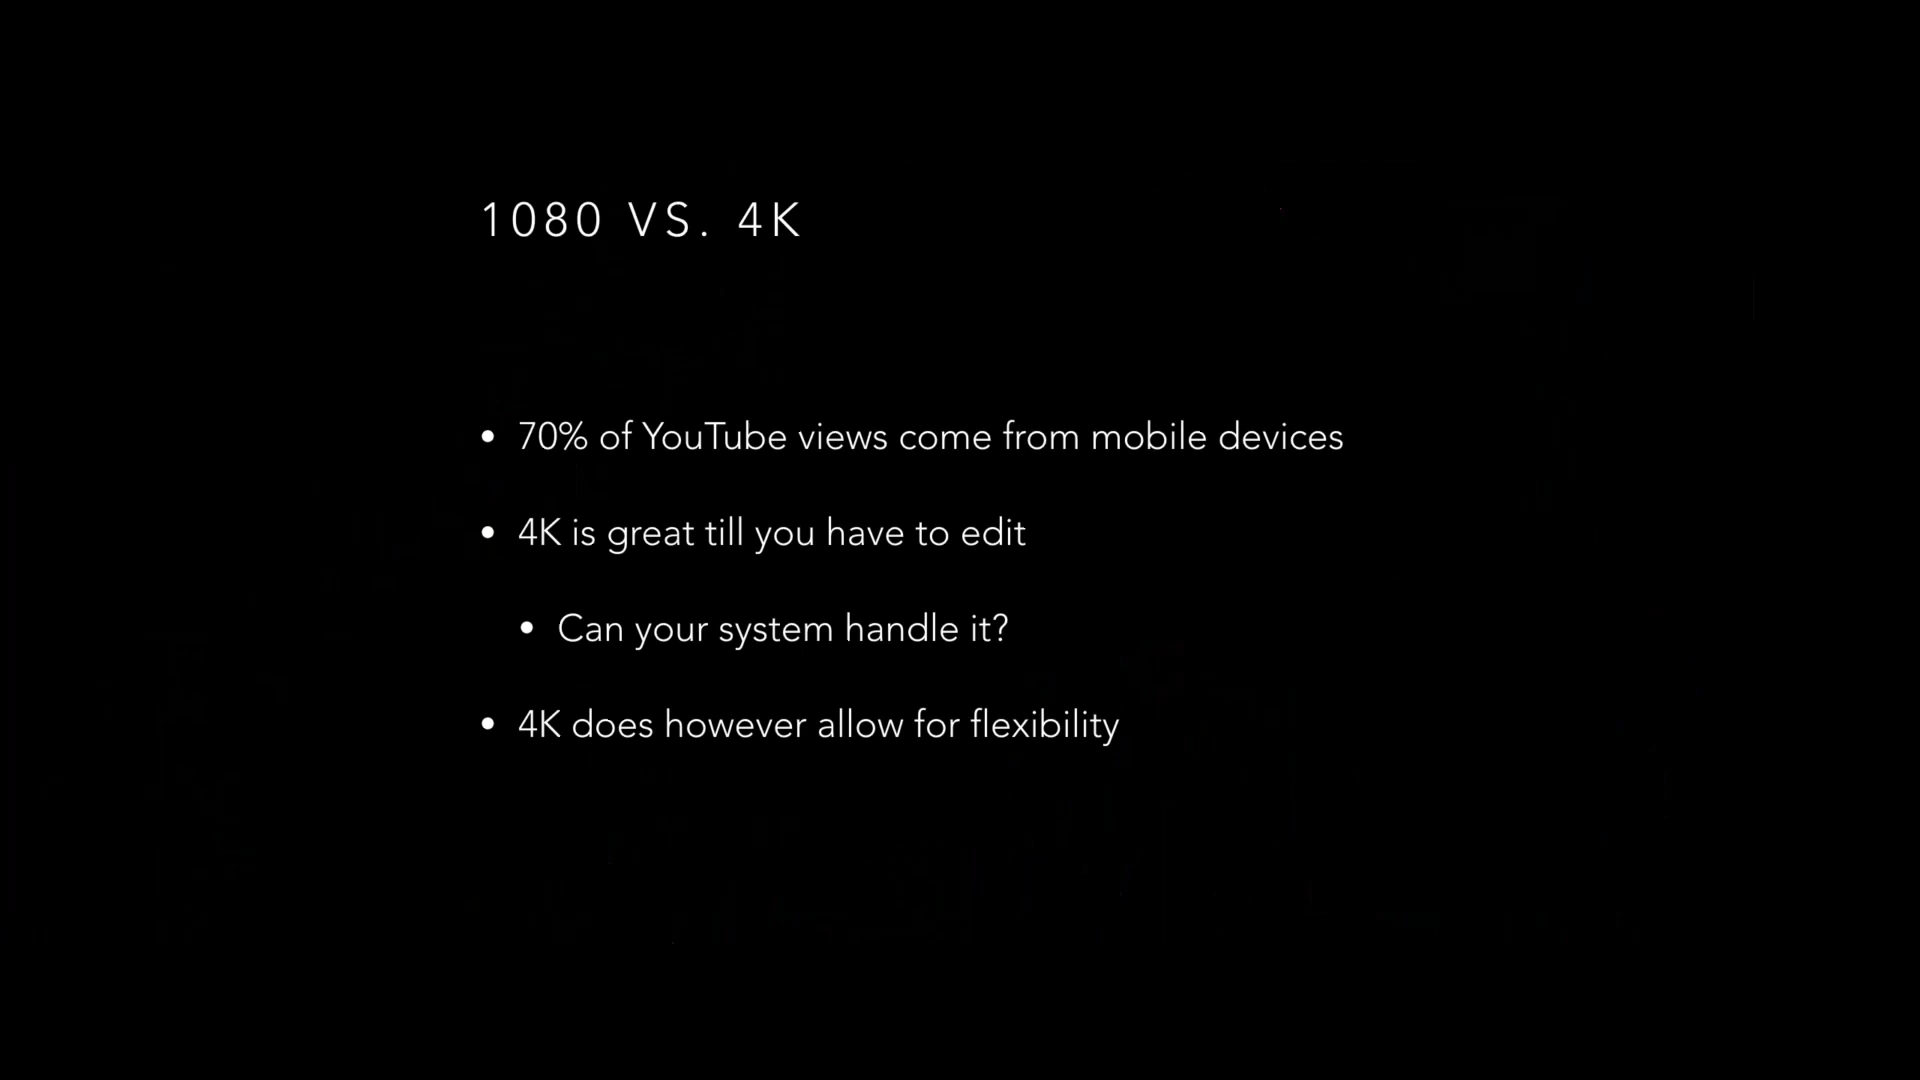 1080 VS. 4K
• 70% of YouTube views come from mobile devices
• 4K is great till you have to edit
• Can your system handle it?
• 4K does however allow for flexibility